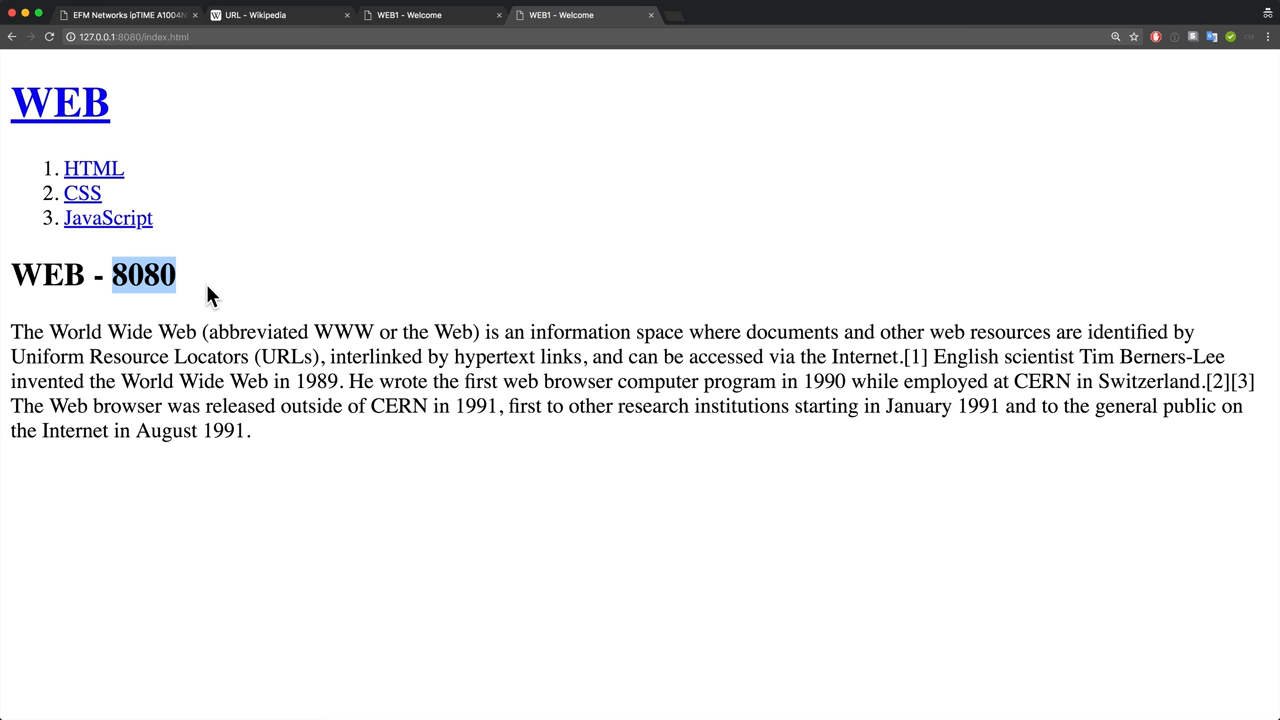 EFM Networks ipTIME A1004N
URL - Wikipedia
WEB1 - Welcome
WEB1 - Welcome
127.0.0.1:8080/index.html
WEB
1. HTML
2. CSS
3. JavaScript
WEB - 8080
The World Wide Web (abbreviated WWW or the Web) is an information space where documents and other web resources are identified by
Uniform Resource Locators (URLs), interlinked by hypertext links, and can be accessed via the Internet.[1] English scientist Tim Berners-Lee
invented the World Wide Web in 1989. He wrote the first web browser computer program in 1990 while employed at CERN in Switzerland.[2][3]
The Web browser was released outside of CERN in 1991, first to other research institutions starting in January 1991 and to the general public on
the Internet in August 1991.